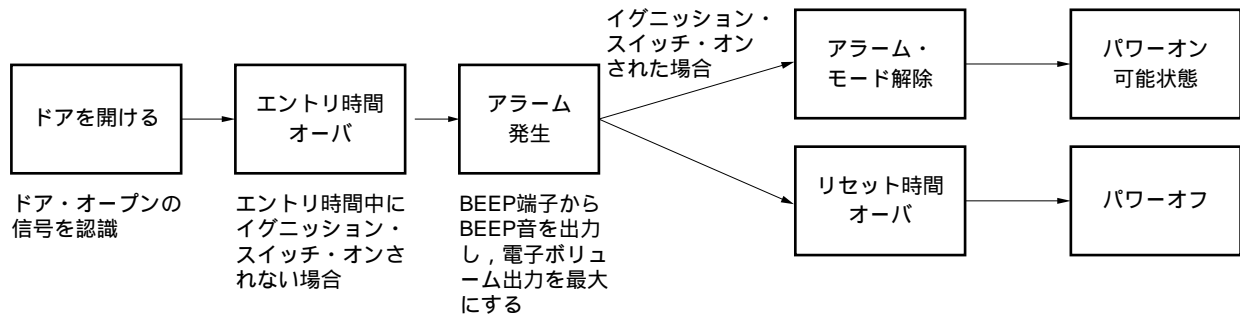 ドアを開ける
ドア・オープンの
信号を認識
エントリ時間
オーバ
エントリ時間中に
イグニッション・
スイッチ・オンさ
れない場合
アラーム
発生
BEEP端子から
BEEP音を出力
し，電子ボリュ
ーム出力を最大
にする
イグニッション・
スイッチ・オン
された場合
アラーム・
モード解除
パワーオン
可能状態
リセット時間
オーバ
パワーオフ